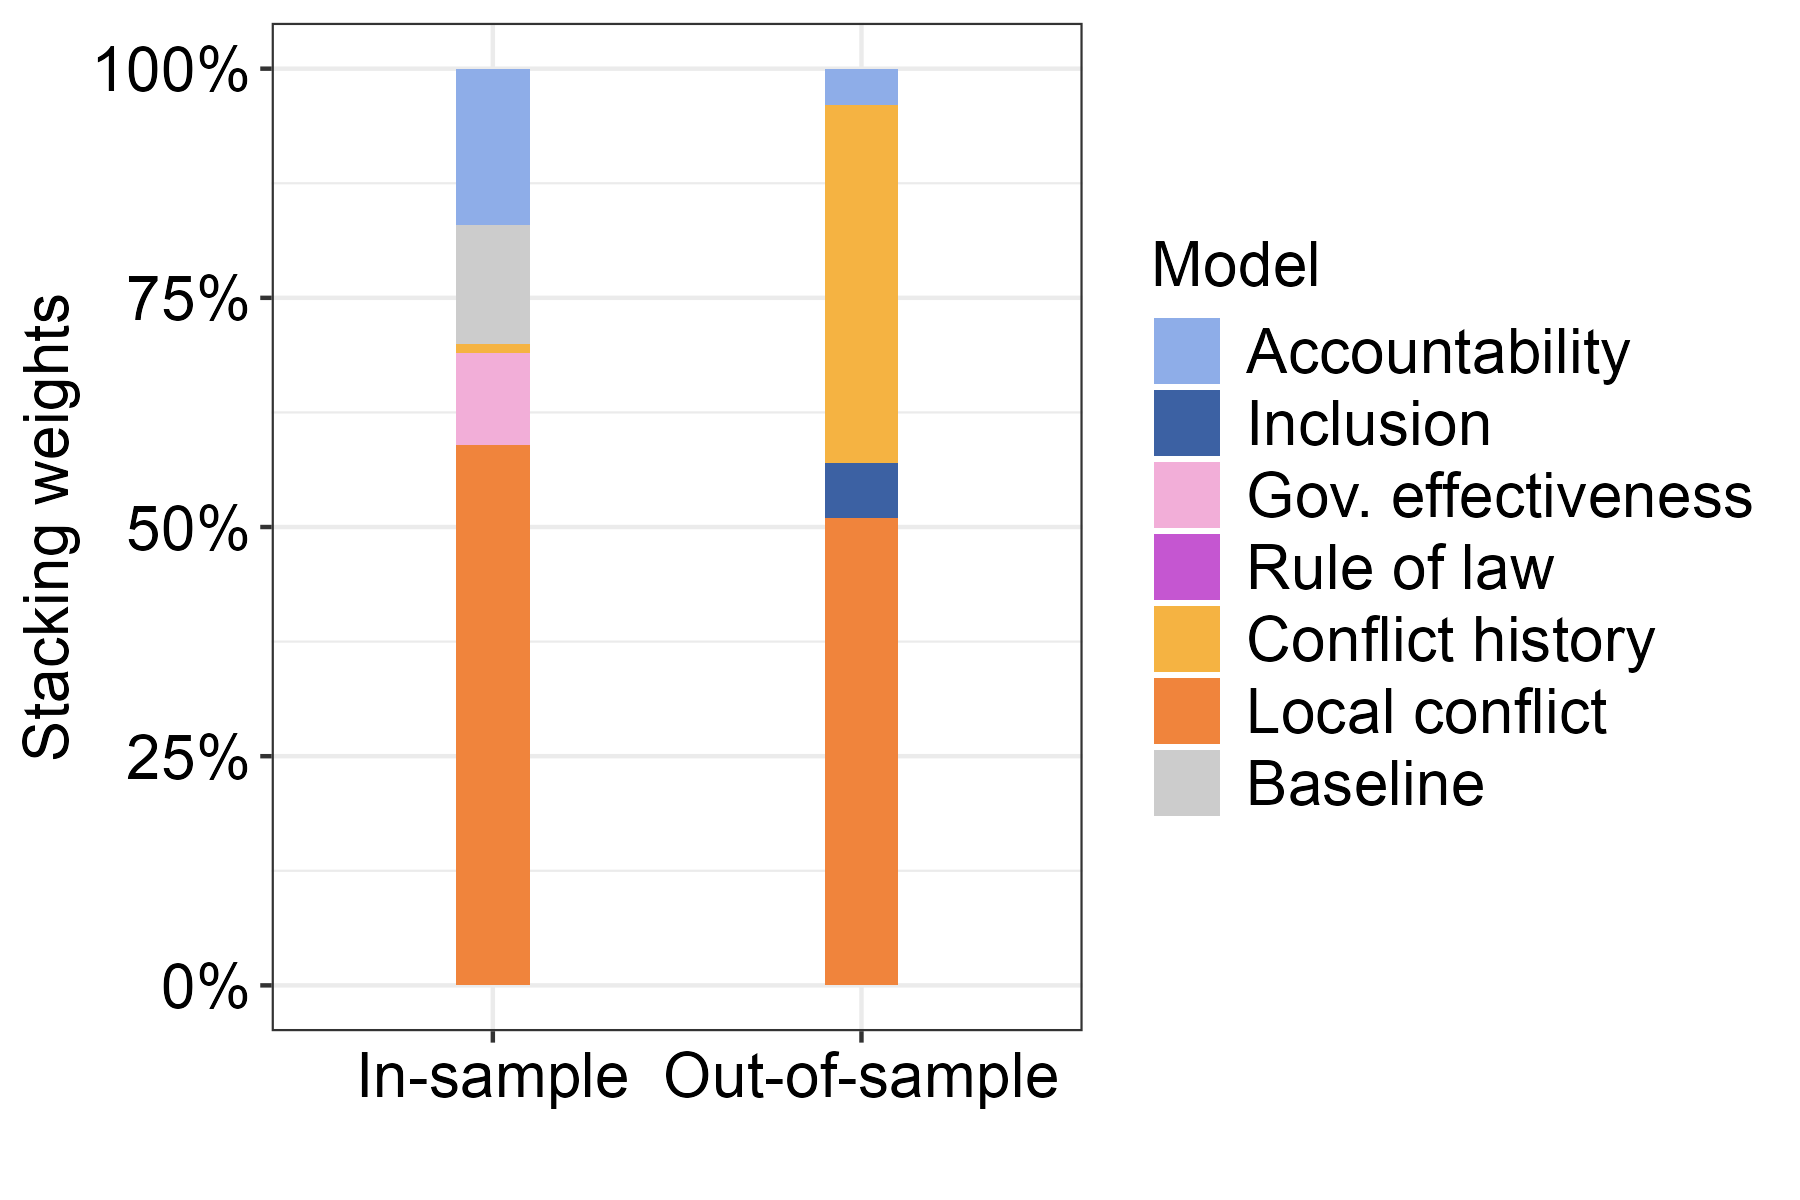 Stacking weights
100%
75%
50%
25%
0%
In-sample
Out-of-sample
Model
Accountability
Inclusion
Gov. effectiveness
Rule of law
Conflict history
Local conflict
Baseline